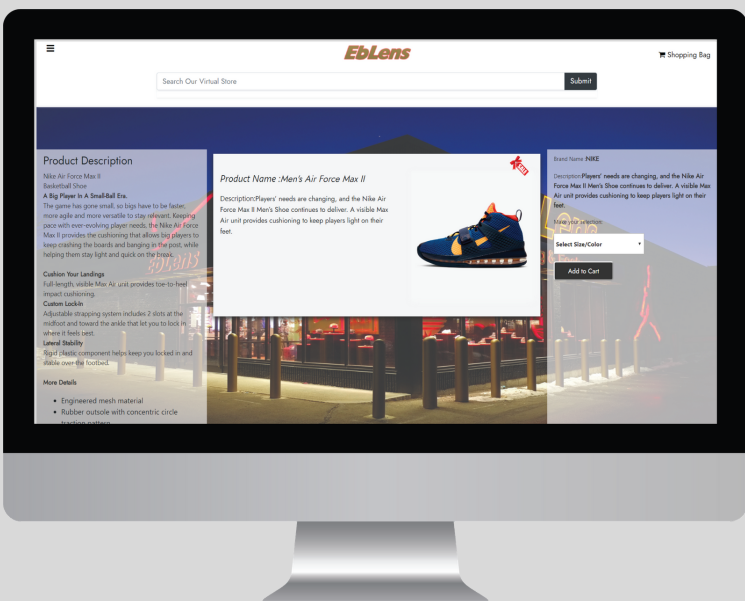 EbLens
Shopping Bag
Search Our Virtual Store
Submit
Product Description
Nike Air Force Max II
Basketball Shoe
A Big Player In A Small-Ball Era.
The game has gone small, so bigs have to be faster,
more agile and more versatile to stay relevant. Keeping
pace with ever-evolving player needs, the Nike Air Force
Max II provides the cushioning that allows big players to
keep crashing the boards and banging in the post, while
helping them stay light and quick on the break.
Cushion Your Landings
Full-length, visible Max Air unit provides toe-to-heel
impact cushioning.
Custom Lock-In
Adjustable strapping system includes 2 slots at the
midfoot and toward the ankle that let you to lock in
where it feels best.
Lateral Stability
Rigid plastic component helps keep you locked in and
stable over the footbed.
More Details
• Engineered mesh material
• Rubber outsole with concentric circle
traction pattern
Product Name :Men's Air Force Max II
Description:Players' needs are changing, and the Nike Air
Force Max II Men's Shoe continues to deliver. A visible Max
Air unit provides cushioning to keep players light on their
feet.
SALE
Brand Name :NIKE
Description:Players' needs are changing, and the Nike Air
Force Max II Men's Shoe continues to deliver. A visible Max
Air unit provides cushioning to keep players light on their
feet.
Make your selection:
Select Size/Color
Add to Cart
EbLens